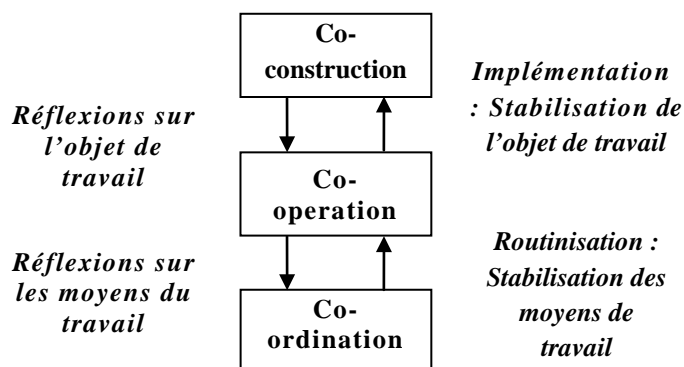 Co-
construction
Implémentation
: Stabilisation de
l'objet de travail
Réflexions sur
l'objet de
travail
Co-
operation
Réflexions sur
les moyens du
travail
Routinisation :
Stabilisation des
moyens de
travail
Co-
ordination